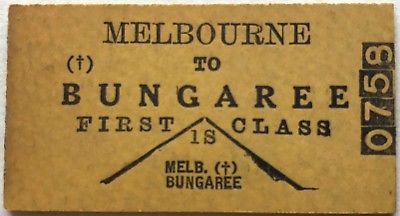 MELBOURNE
(†) TO
BUNGAREE
FIRST CLASS
1S
MELB. (†)
BUNGAREE
0758